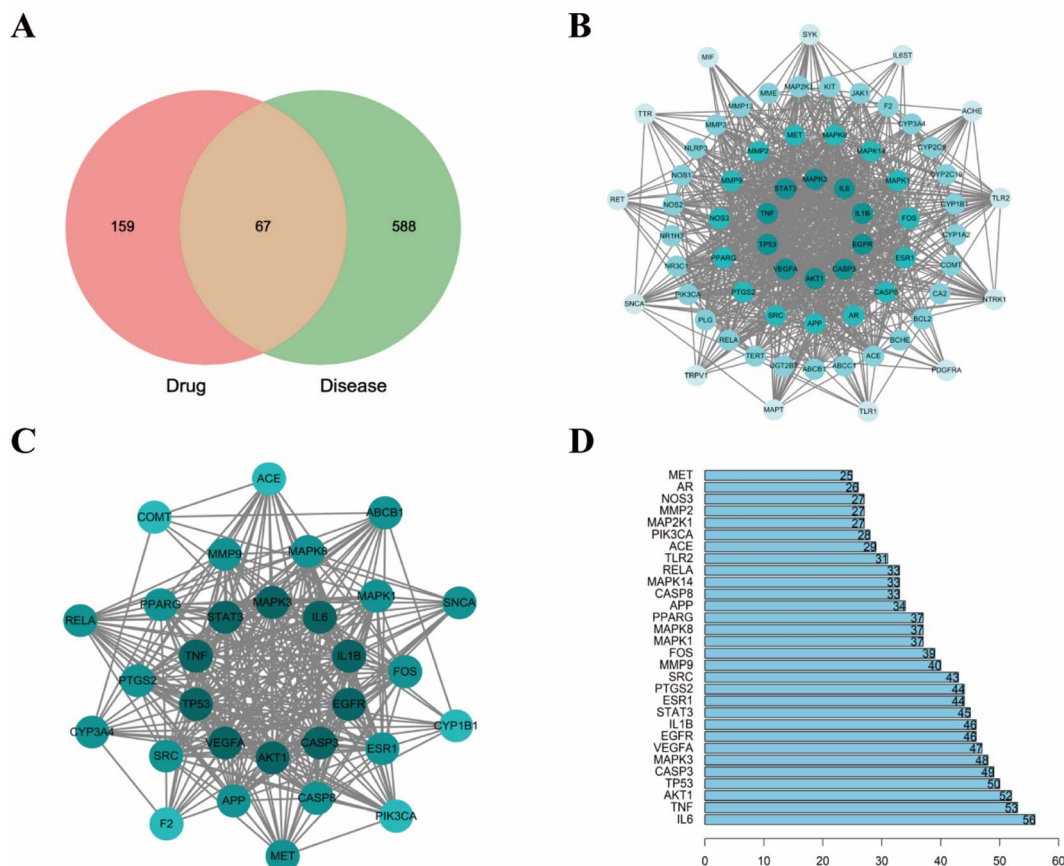 A
159
67
588
Drug
Disease
B
SYK
MIF
IL6ST
MME
MAP2K1
KIT
JAK1
TTR
MMP13
F2
ACHE
MMP3
MET
MAPK8
CYP3A4
NLRP3
MMP2
MAPK14
CYP2C9
NOS1
MMP9
STAT3
MAPK3
IL6
MAPK1
CYP2C19
RET
NOS2
NOS3
TNF
IL1B
FOS
CYP1B1
TLR2
NR1H3
TP53
EGFR
CYP1A2
NR3C1
PPARG
VEGFA
AKT1
CASP3
ESR1
COMT
SNCA
PIK3CA
PTGS2
CASP8
CA2
NTRK1
PLG
SRC
APP
AR
BCL2
RELA
TERT
UGT2B7
ABCB1
ABCC1
ACE
BCHE
TRPV1
PDGFRA
MAPT
TLR1
C
ACE
COMT
ABCB1
MMP9
MAPK8
PPARG
STAT3
MAPK3
IL6
MAPK1
SNCA
RELA
TNF
IL1B
PTGS2
FOS
TP53
EGFR
CYP3A4
CYP1B1
SRC
VEGFA
AKT1
CASP3
ESR1
F2
APP
CASP8
PIK3CA
MET
D
MET 25
AR 26
NOS3 27
MMP2 27
MAP2K1 27
PIK3CA 28
ACE 29
TLR2 31
RELA 33
MAPK14 33
CASP8 33
APP 34
PPARG 37
MAPK8 37
MAPK1 37
FOS 39
MMP9 40
SRC 43
PTGS2 44
ESR1 44
STAT3 45
IL1B 46
EGFR 46
VEGFA 47
MAPK3 48
CASP3 49
TP53 50
AKT1 52
TNF 53
IL6 56
0 10 20 30 40 50 60